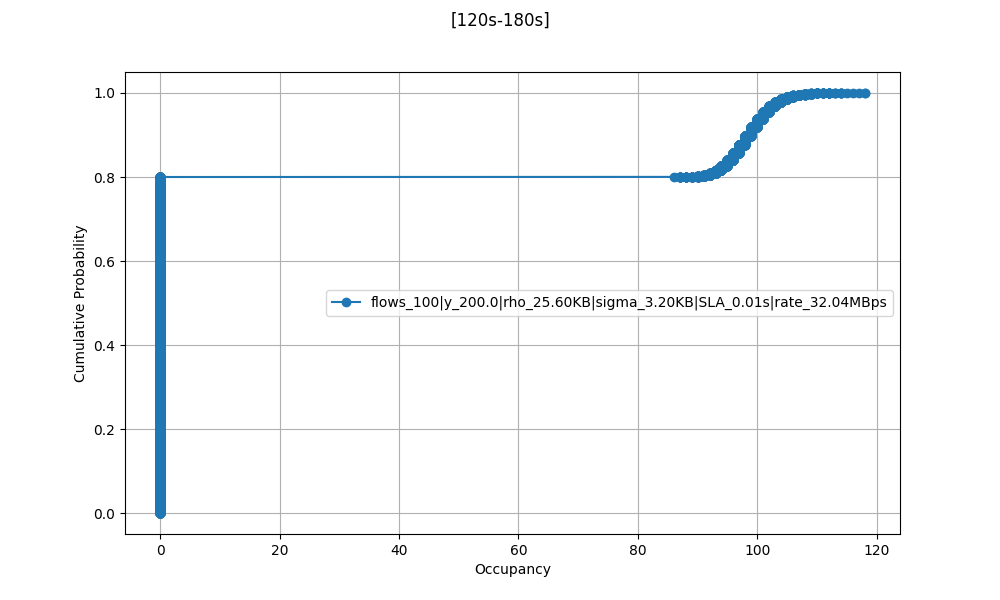 [120s-180s]
1.0
0.8
0.6
0.4
0.2
0.0
Cumulative Probability
flows_100|y_200.0|rho_25.60KB|sigma_3.20KB|SLA_0.01s|rate_32.04MBps
0 20 40 60 80 100 120
Occupancy